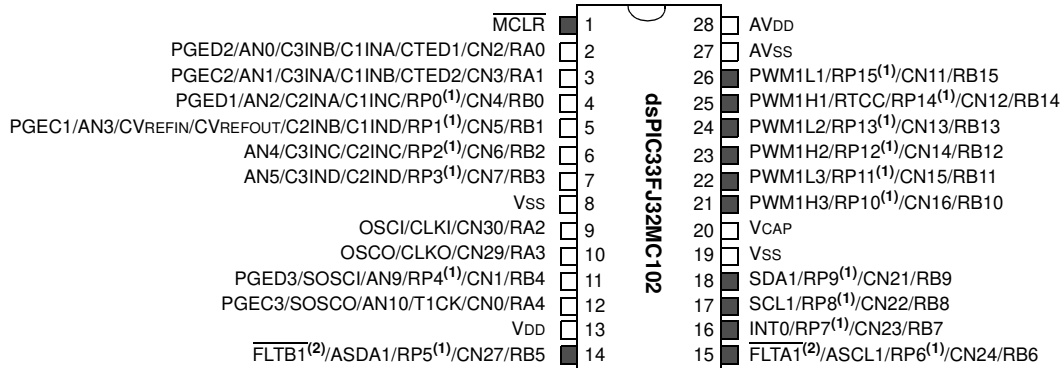 MCLR 1
PGED2/AN0/C3INB/C1INA/CTED1/CN2/RA0 2
PGEC2/AN1/C3INA/C1INB/CTED2/CN3/RA1 3
PGED1/AN2/C2INA/C1INC/RP0(1)/CN4/RB0 4
PGEC1/AN3/CVREFIN/CVREFOUT/C2INB/C1IND/RP1(1)/CN5/RB1 5
AN4/C3INC/C2INC/RP2(1)/CN6/RB2 6
AN5/C3IND/C2IND/RP3(1)/CN7/RB3 7
VSS 8
OSCI/CLKI/CN30/RA2 9
OSCO/CLKO/CN29/RA3 10
PGED3/SOSCI/AN9/RP4(1)/CN1/RB4 11
PGEC3/SOSCO/AN10/T1CK/CN0/RA4 12
VDD 13
FLTB1(2)/ASDA1/RP5(1)/CN27/RB5 14
dsPIC33FJ32MC102
28 AVDD
27 AVSS
26 PWM1L1/RP15(1)/CN11/RB15
25 PWM1H1/RTCC/RP14(1)/CN12/RB14
24 PWM1L2/RP13(1)/CN13/RB13
23 PWM1H2/RP12(1)/CN14/RB12
22 PWM1L3/RP11(1)/CN15/RB11
21 PWM1H3/RP10(1)/CN16/RB10
20 VCAP
19 VSS
18 SDA1/RP9(1)/CN21/RB9
17 SCL1/RP8(1)/CN22/RB8
16 INT0/RP7(1)/CN23/RB7
15 FLTA1(2)/ASCL1/RP6(1)/CN24/RB6